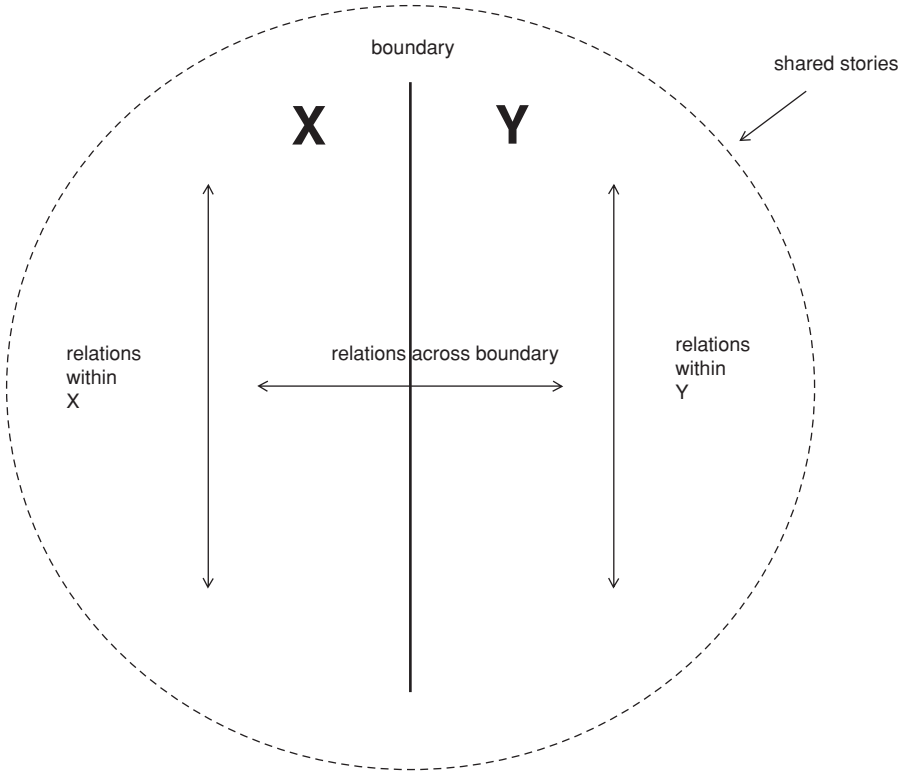 boundary
shared stories
X Y
relations across boundary
relations
within
X
relations
within
Y